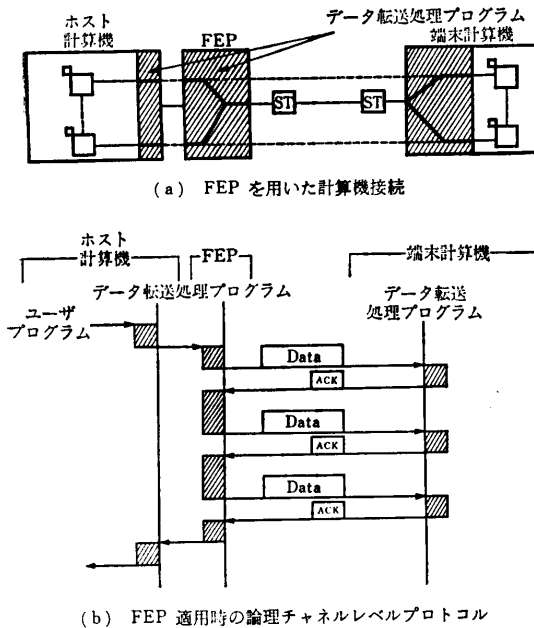 データ転送処理プログラム
ホスト
計算機
FEP
端末計算機
ST
ST
(a) FEP を用いた計算機接続
ホスト
計算機
FEP
端末計算機
データ転送処理プログラム
データ転送
処理プログラム
ユーザ
プログラム
Data
ACK
Data
ACK
Data
ACK
(b) FEP 適用時の論理チャネルレベルプロトコル